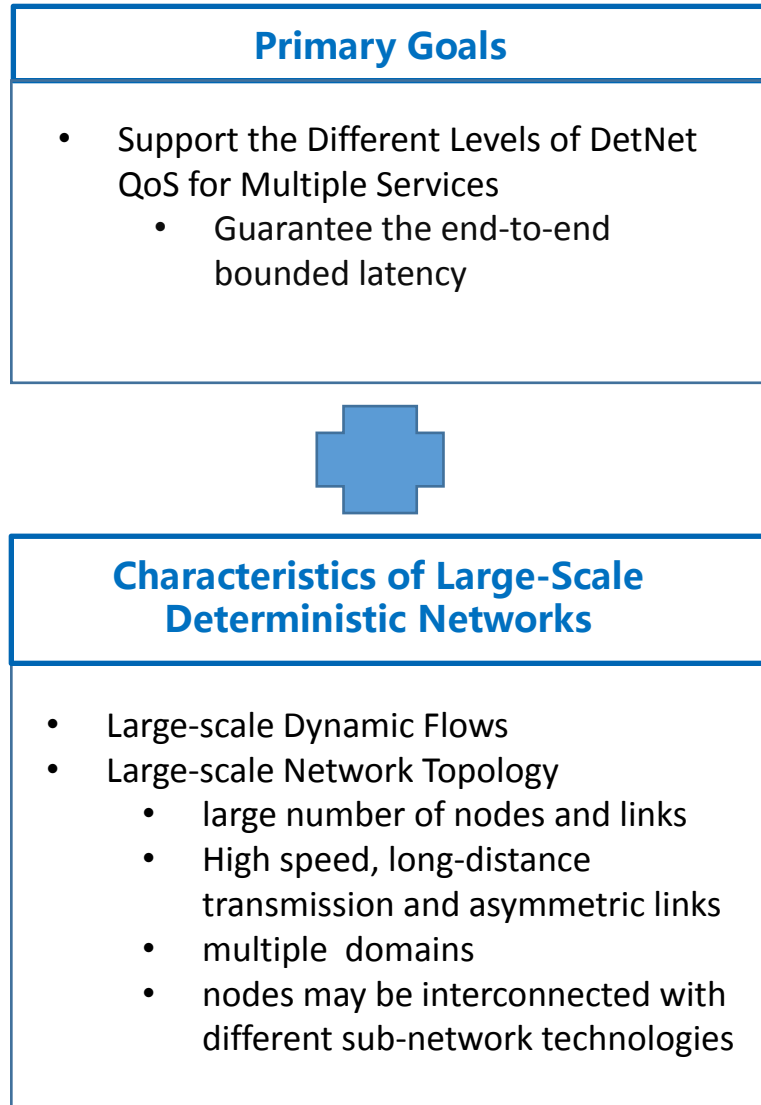 Primary Goals
• Support the Different Levels of DetNet
QoS for Multiple Services
• Guarantee the end-to-end
bounded latency
Characteristics of Large-Scale
Deterministic Networks
• Large-scale Dynamic Flows
• Large-scale Network Topology
• large number of nodes and links
• High speed, long-distance
transmission and asymmetric links
• multiple domains
• nodes may be interconnected with
different sub-network technologies